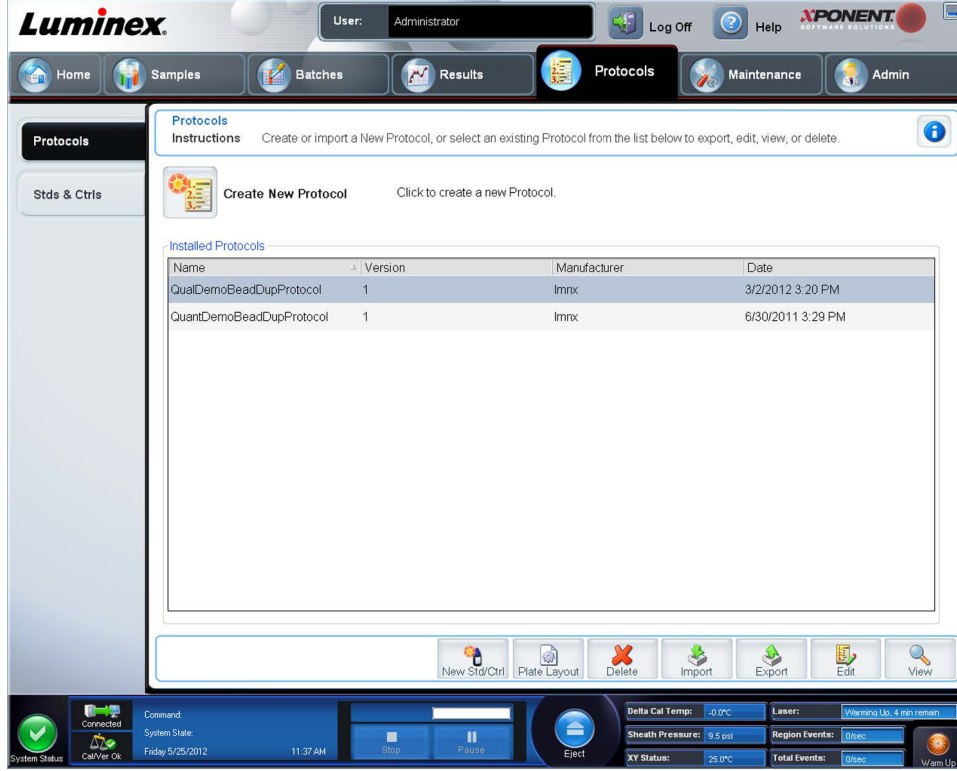 Luminex.
User: Administrator
Log Off
Help
XPONENT.
SOFTWARE SOLUTIONS
Home
Samples
Batches
Results
Protocols
Maintenance
Admin
Protocols
Stds & Ctrls
Protocols
Instructions Create or import a New Protocol, or select an existing Protocol from the list below to export, edit, view, or delete.
Create New Protocol Click to create a new Protocol.
Installed Protocols
Name Version Manufacturer Date
QualDemoBeadDupProtocol 1 lmnx 3/2/2012 3:20 PM
QuantDemoBeadDupProtocol 1 lmnx 6/30/2011 3:29 PM
New Std/Ctrl
Plate Layout
Delete
Import
Export
Edit
View
System Status
Connected
Cal/Ver Ok
Command:
System State:
Friday 5/25/2012 11:37 AM
Stop
Pause
Eject
Delta Cal Temp: -0.0°C
Laser: Warming Up, 4 min remain
Sheath Pressure: 9.5 psi
Region Events: 0/sec
XY Status: 25.0°C
Total Events: 0/sec
Warm Up